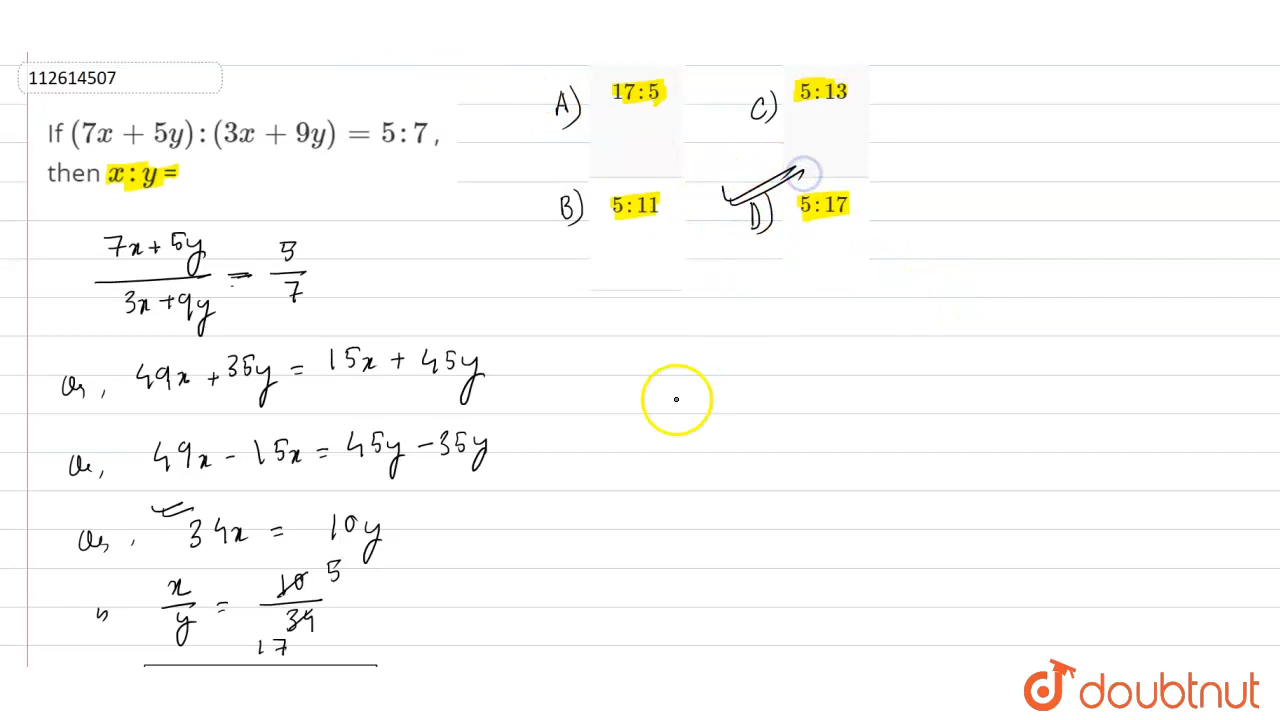 112614507
If (7x + 5y) : (3x + 9y) = 5 : 7 ,
then x : y =
A) 17 : 5
C) 5 : 13
B) 5 : 11
D) 5 : 17
7x + 5y / 3x + 9y = 5 / 7
Or, 49x + 35y = 15x + 45y
Or, 49x - 15x = 45y - 35y
Or, 34x = 10y
x / y = 10 5 / 34 17
doubtnut